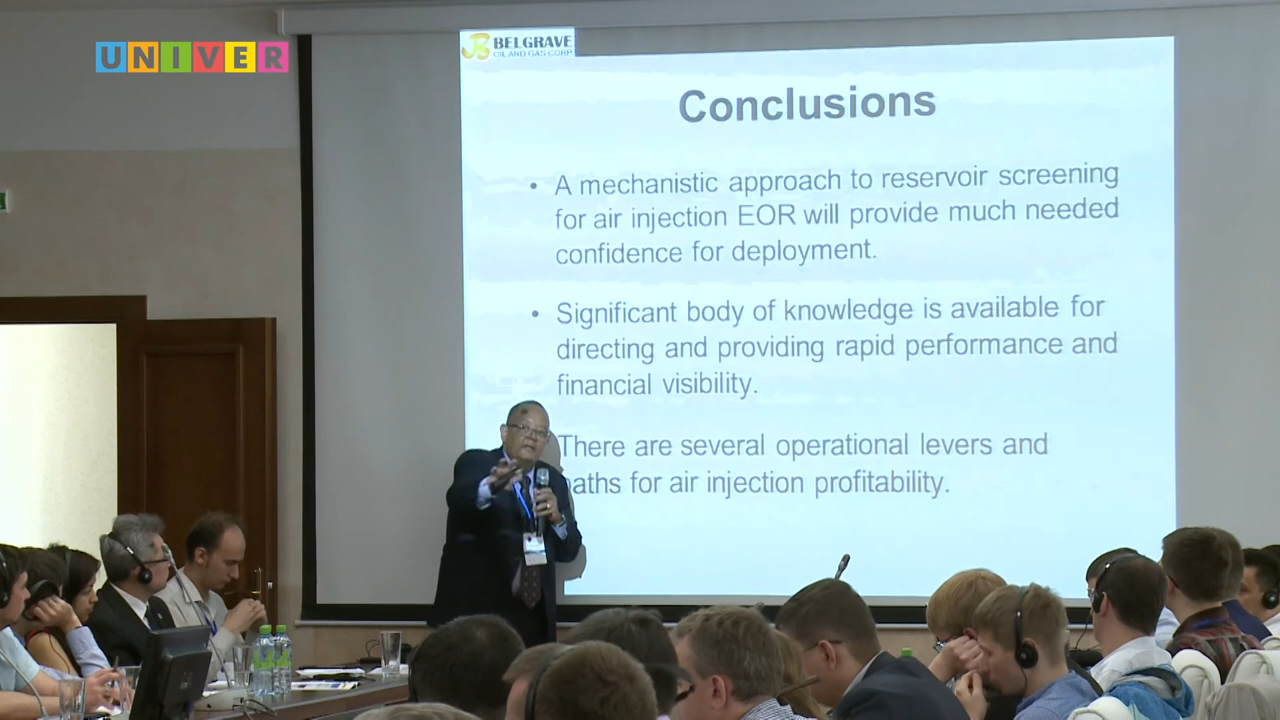 UNIVER
BELGRAVE
OIL AND GAS CORP
Conclusions
• A mechanistic approach to reservoir screening
for air injection EOR will provide much needed
confidence for deployment.
• Significant body of knowledge is available for
directing and providing rapid performance and
financial visibility.
There are several operational levers and
aths for air injection profitability.